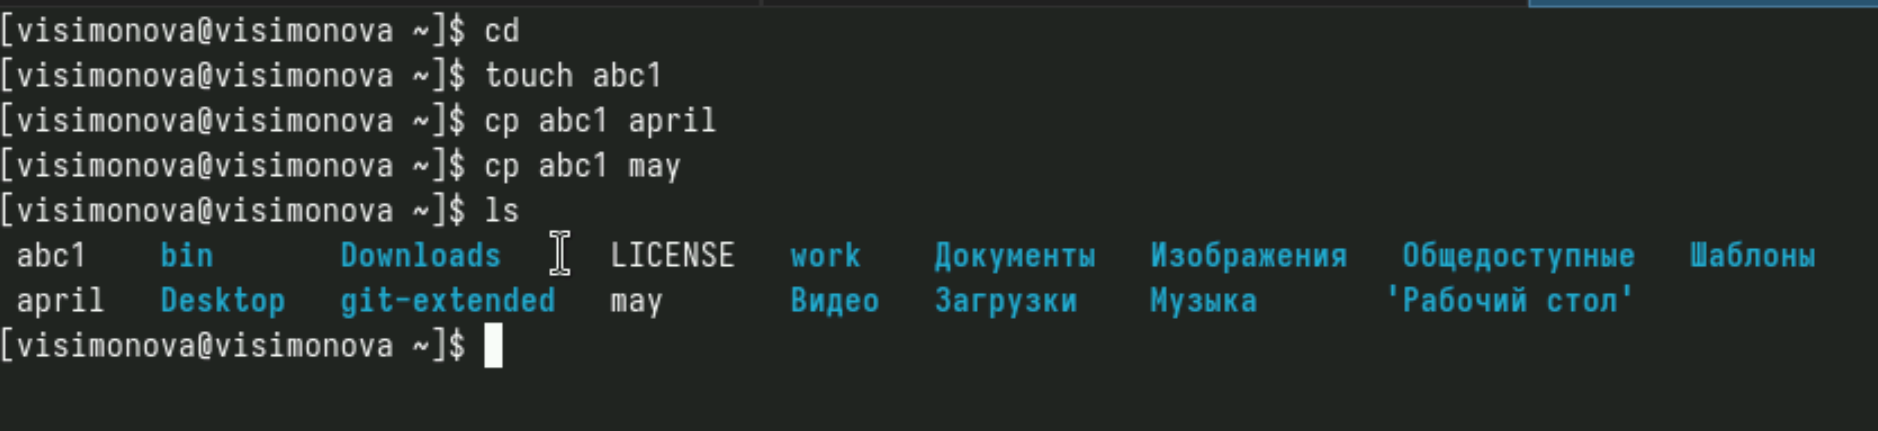 [visimonova@visimonova ~]$ cd
[visimonova@visimonova ~]$ touch abc1
[visimonova@visimonova ~]$ cp abc1 april
[visimonova@visimonova ~]$ cp abc1 may
[visimonova@visimonova ~]$ ls
abc1 bin Downloads LICENSE work Документы Изображения Общедоступные Шаблоны
april Desktop git-extended may Видео Загрузки Музыка 'Рабочий стол'
[visimonova@visimonova ~]$